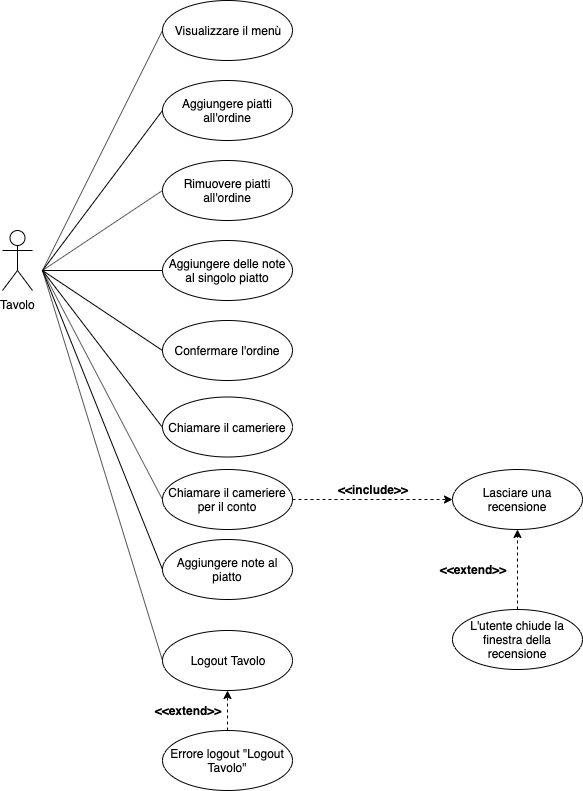 Visualizzare il menù
Aggiungere piatti
all'ordine
Rimuovere piatti
all'ordine
Tavolo
Aggiungere delle note
al singolo piatto
Confermare l'ordine
Chiamare il cameriere
Chiamare il cameriere
per il conto
<<include>>
Lasciare una
recensione
Aggiungere note al
piatto
<<extend>>
L'utente chiude la
finestra della
recensione
Logout Tavolo
<<extend>>
Errore logout "Logout
Tavolo"